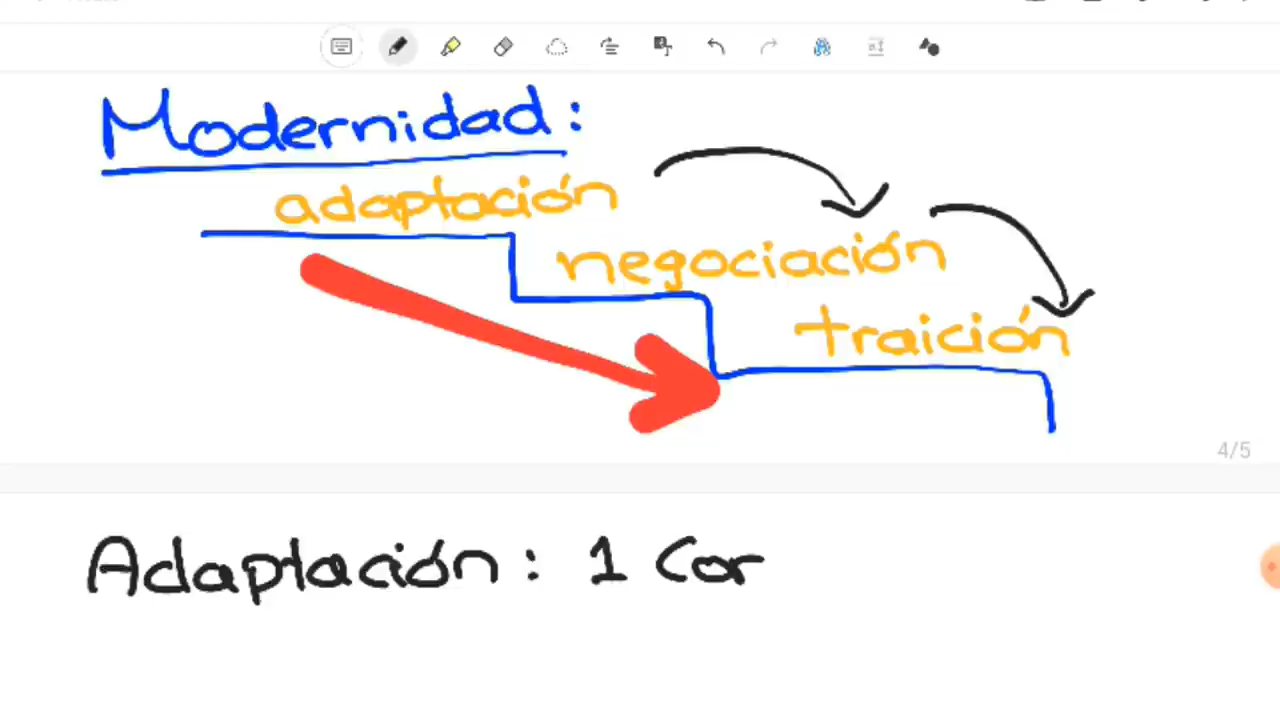 Modernidad:
adaptación
negociación
traición
4/5
Adaptación: 1 Cor